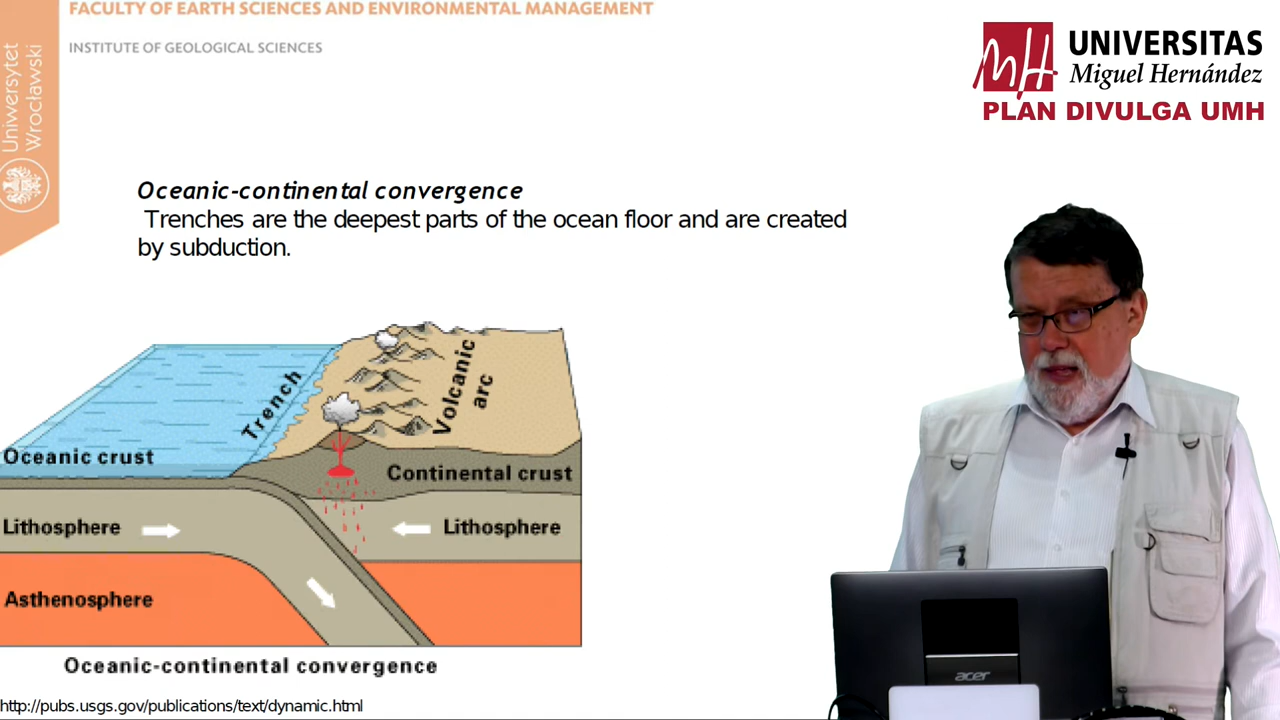 FACULTY OF EARTH SCIENCES AND ENVIRONMENTAL MANAGEMENT
INSTITUTE OF GEOLOGICAL SCIENCES
Uniwersytet
Wrocławski
UNIVERSITAS
Miguel Hernández
PLAN DIVULGA UMH
Oceanic-continental convergence
Trenches are the deepest parts of the ocean floor and are created
by subduction.
Trench
Volcanic
arc
Oceanic crust
Continental crust
Lithosphere
Lithosphere
Asthenosphere
Oceanic-continental convergence
http://pubs.usgs.gov/publications/text/dynamic.html
acer